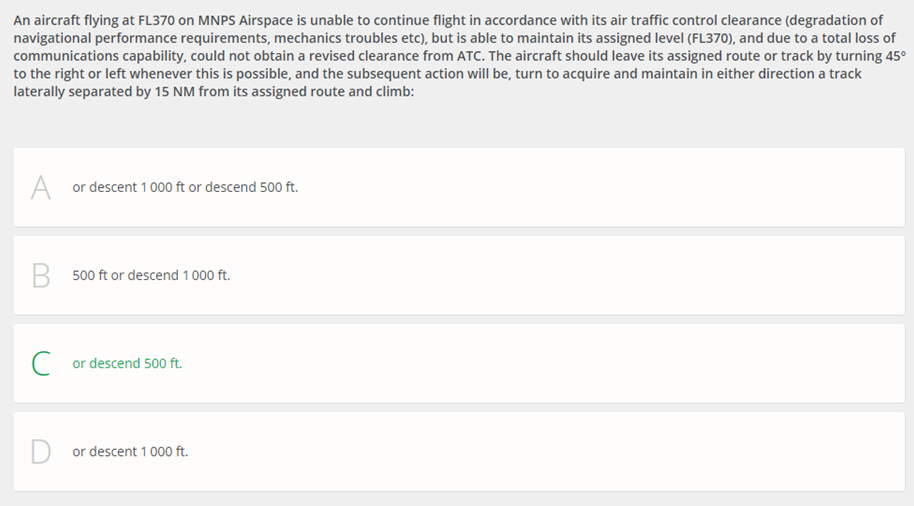 An aircraft flying at FL370 on MNPS Airspace is unable to continue flight in accordance with its air traffic control clearance (degradation of
navigational performance requirements, mechanics troubles etc), but is able to maintain its assigned level (FL370), and due to a total loss of
communications capability, could not obtain a revised clearance from ATC. The aircraft should leave its assigned route or track by turning 45º
to the right or left whenever this is possible, and the subsequent action will be, turn to acquire and maintain in either direction a track
laterally separated by 15 NM from its assigned route and climb:
A or descent 1 000 ft or descend 500 ft.
B 500 ft or descend 1 000 ft.
C or descend 500 ft.
D or descent 1 000 ft.